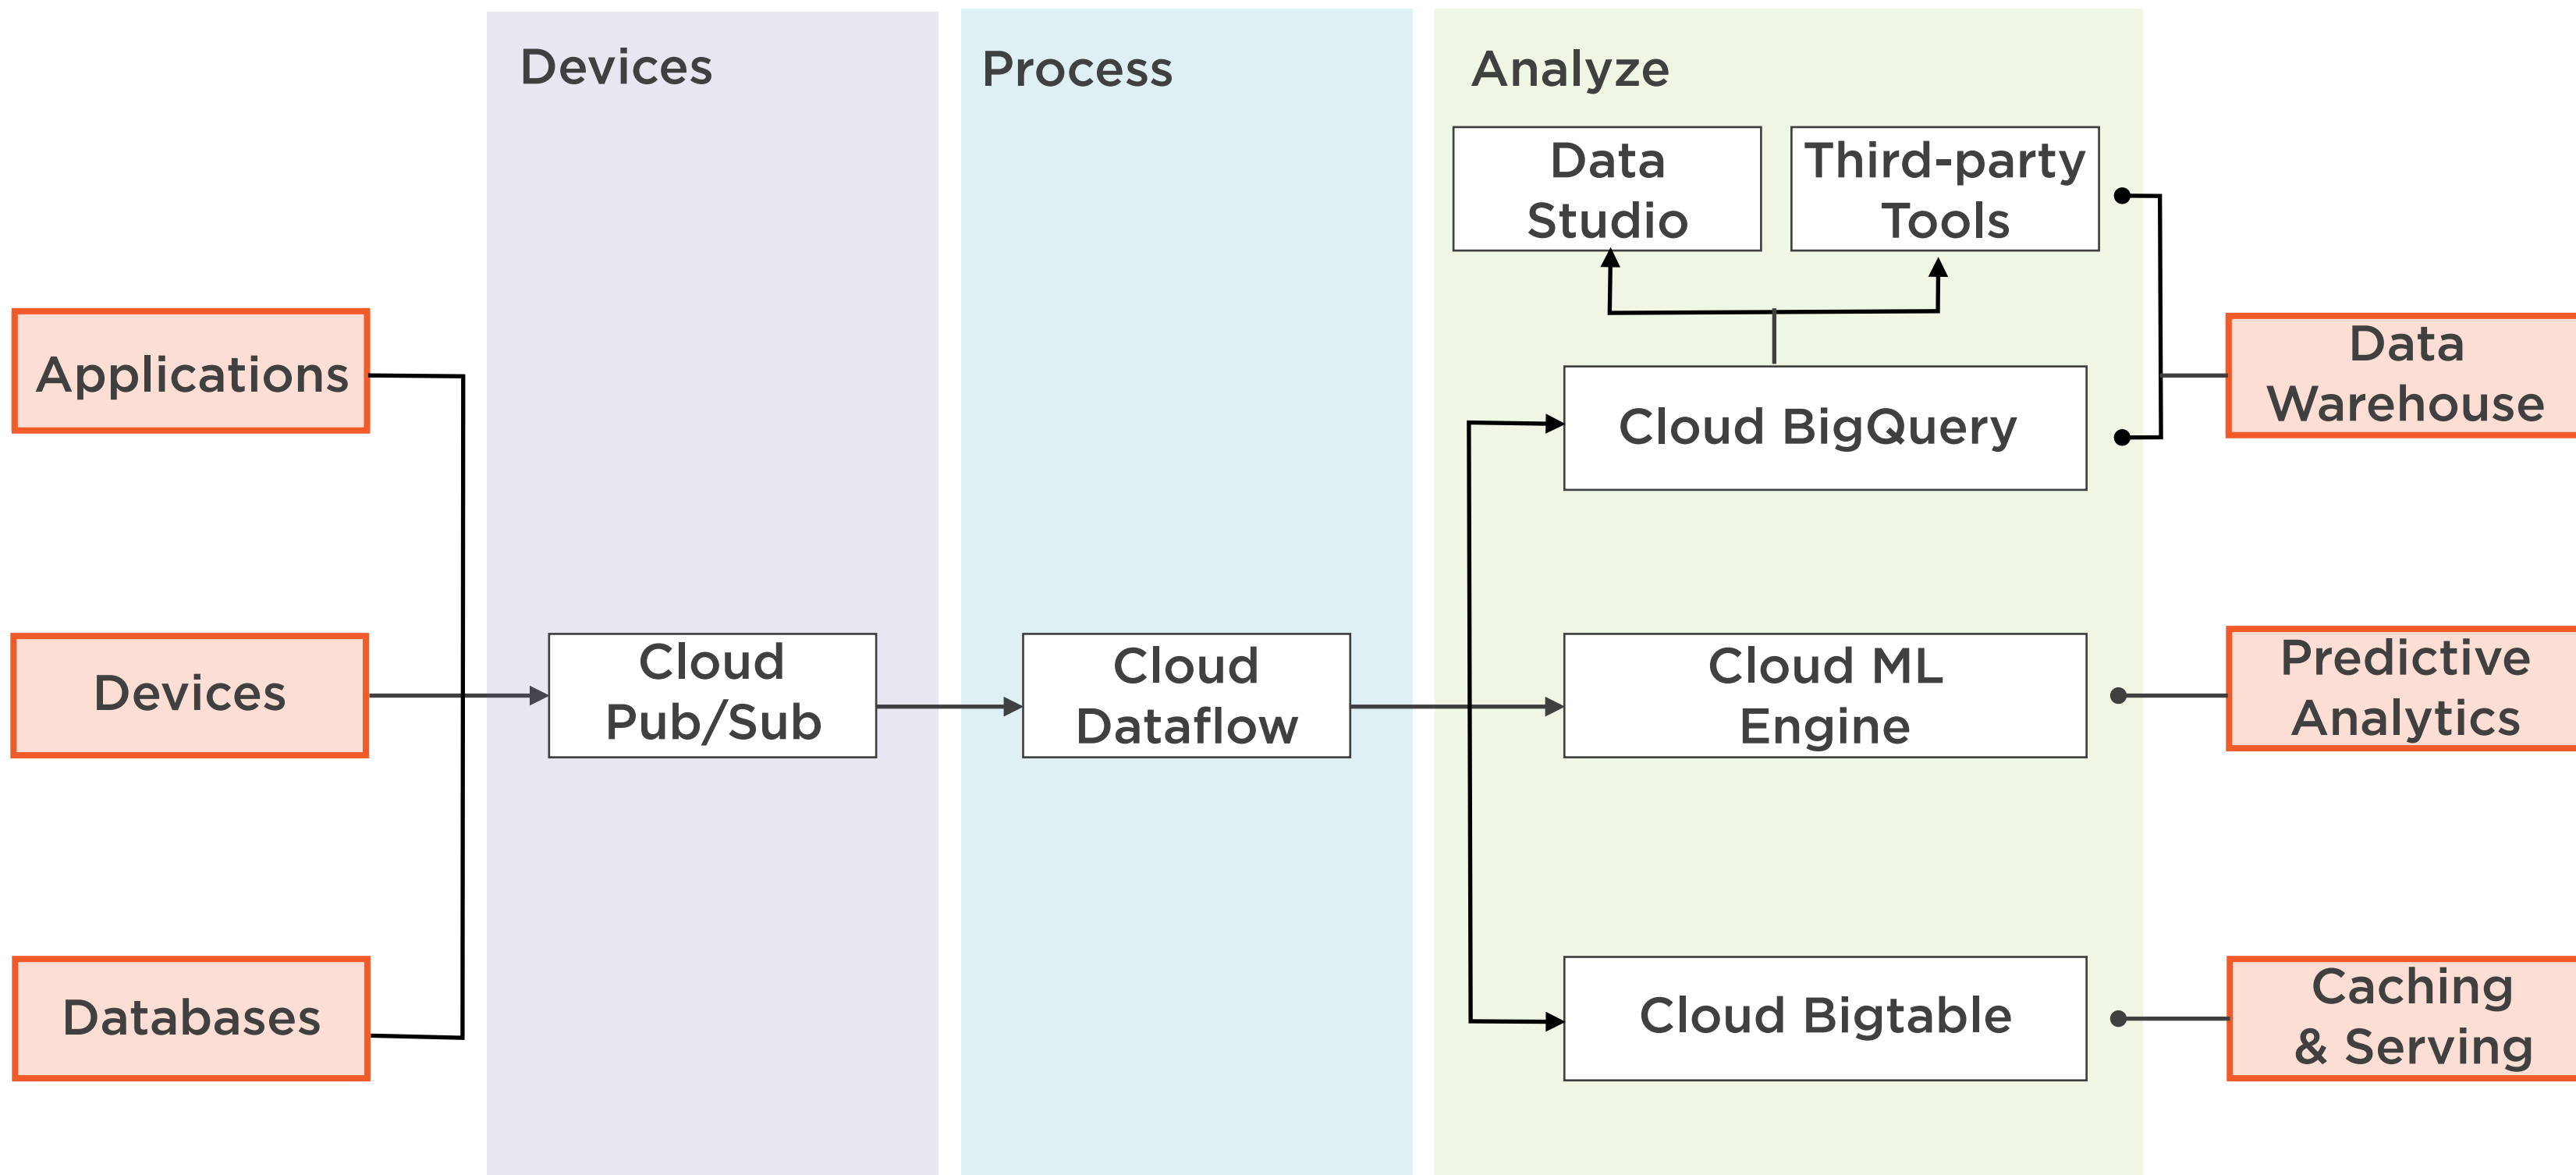 Devices
Process
Analyze
Data
Studio
Third-party
Tools
Applications
Cloud BigQuery
Data
Warehouse
Devices
Cloud
Pub/Sub
Cloud
Dataflow
Cloud ML
Engine
Predictive
Analytics
Databases
Cloud Bigtable
Caching
& Serving